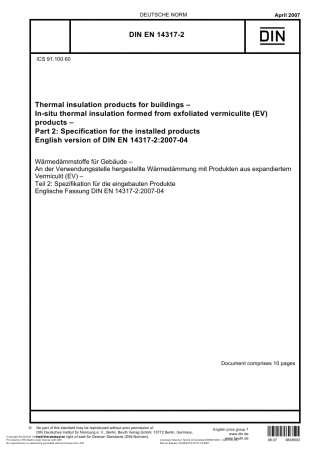 DEUTSCHE NORM
April 2007
DIN EN 14317-2
DIN
ICS 91.100.60
Thermal insulation products for buildings –
In-situ thermal insulation formed from exfoliated vermiculite (EV)
products –
Part 2: Specification for the installed products
English version of DIN EN 14317-2:2007-04
Wärmedämmstoffe für Gebäude –
An der Verwendungsstelle hergestellte Wärmedämmung mit Produkten aus expandiertem
Vermiculit (EV) –
Teil 2: Spezifikation für die eingebauten Produkte
Englische Fassung DIN EN 14317-2:2007-04
Document comprises 10 pages
© No part of this standard may be reproduced without prior permission of
DIN Deutsches Institut für Normung e. V., Berlin. Beuth Verlag GmbH, 10772 Berlin, Germany,
has the exclusive right of sale for German Standards (DIN-Normen).
English price group 7
www.din.de
www.beuth.de